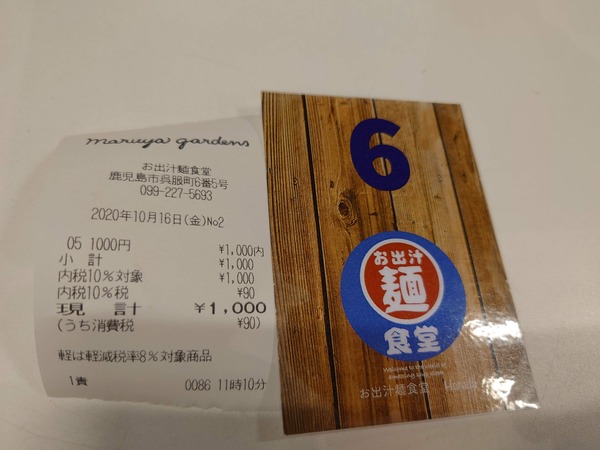 maruya gardens
お出汁麺食堂
鹿児島市呉服町6番5号
099-227-5693
2020年10月16日(金)No2
05 1000円 ¥1,000内
小 計 ¥1,000
内税10%対象 ¥1,000
内税10%税 ¥90
現 計 ¥1,000
(うち消費税 ¥90)
軽は軽減税率8%対象商品
1責 0086 11時10分
6
お出汁
麺
食堂
Welcome to the
お出汁麺食堂